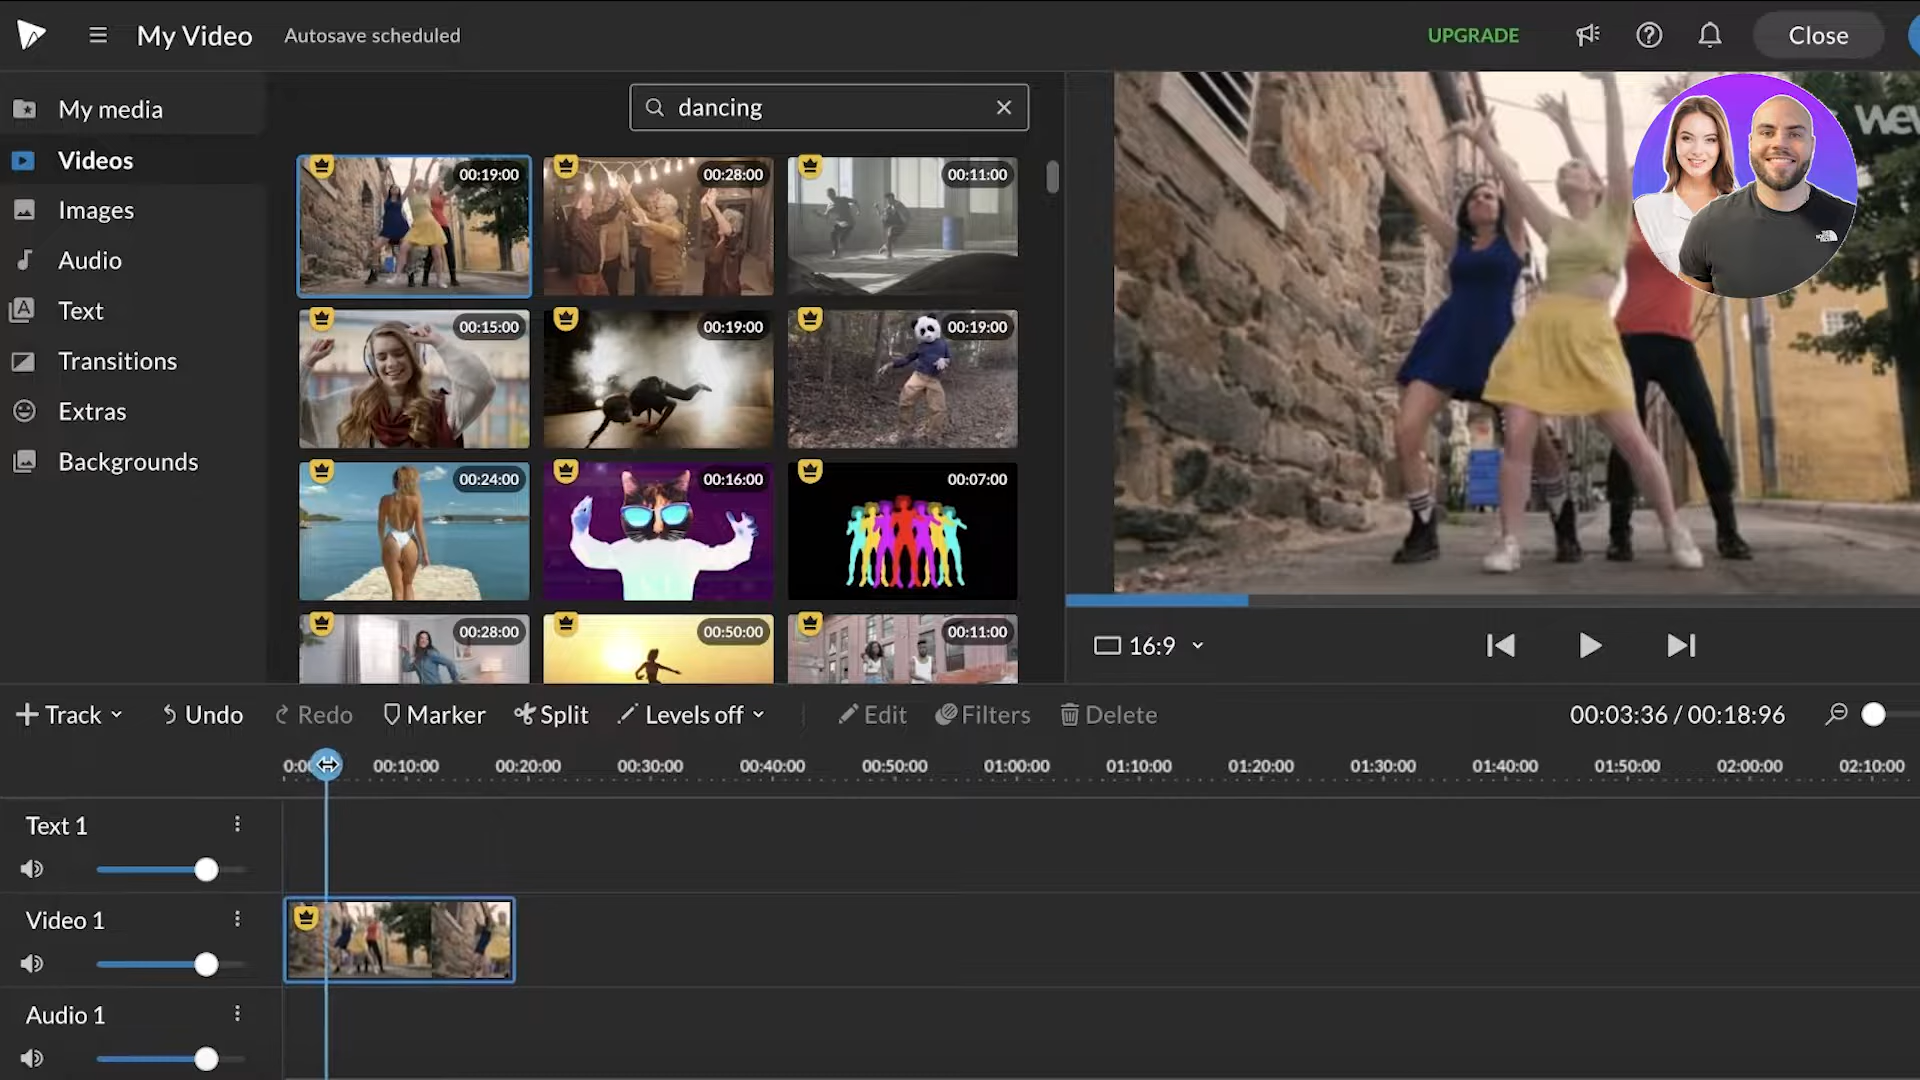 My Video
Autosave scheduled
UPGRADE
Close
My media
Videos
Images
Audio
Text
Transitions
Extras
Backgrounds
dancing
00:19:00
00:28:00
00:11:00
00:15:00
00:19:00
00:19:00
00:24:00
00:16:00
00:07:00
00:28:00
00:50:00
00:11:00
16:9
Track
Undo
Redo
Marker
Split
Levels off
Edit
Filters
Delete
00:03:36 / 00:18:96
00:10:00
00:20:00
00:30:00
00:40:00
00:50:00
01:00:00
01:10:00
01:20:00
01:30:00
01:40:00
01:50:00
02:00:00
02:10:00
Text 1
Video 1
Audio 1